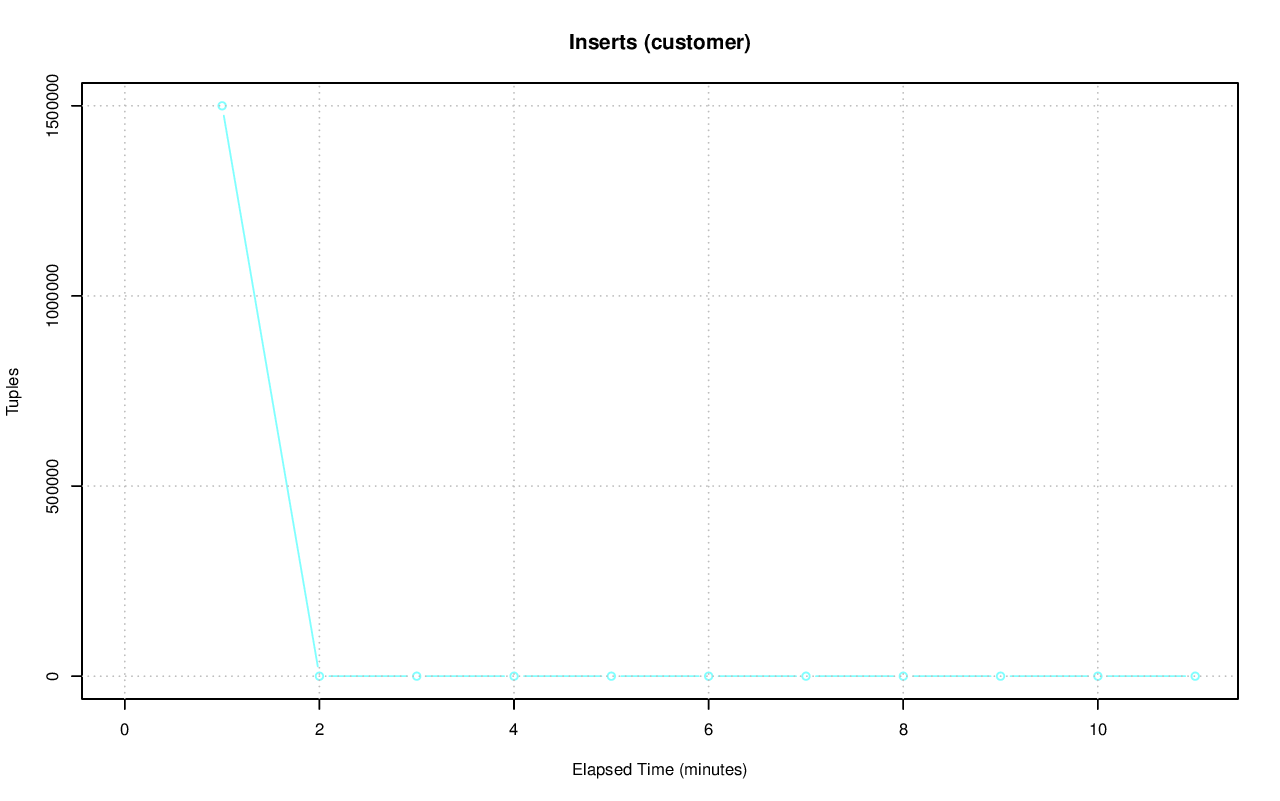 Inserts (customer)
1500000
1000000
500000
0
Tuples
0 2 4 6 8 10
Elapsed Time (minutes)